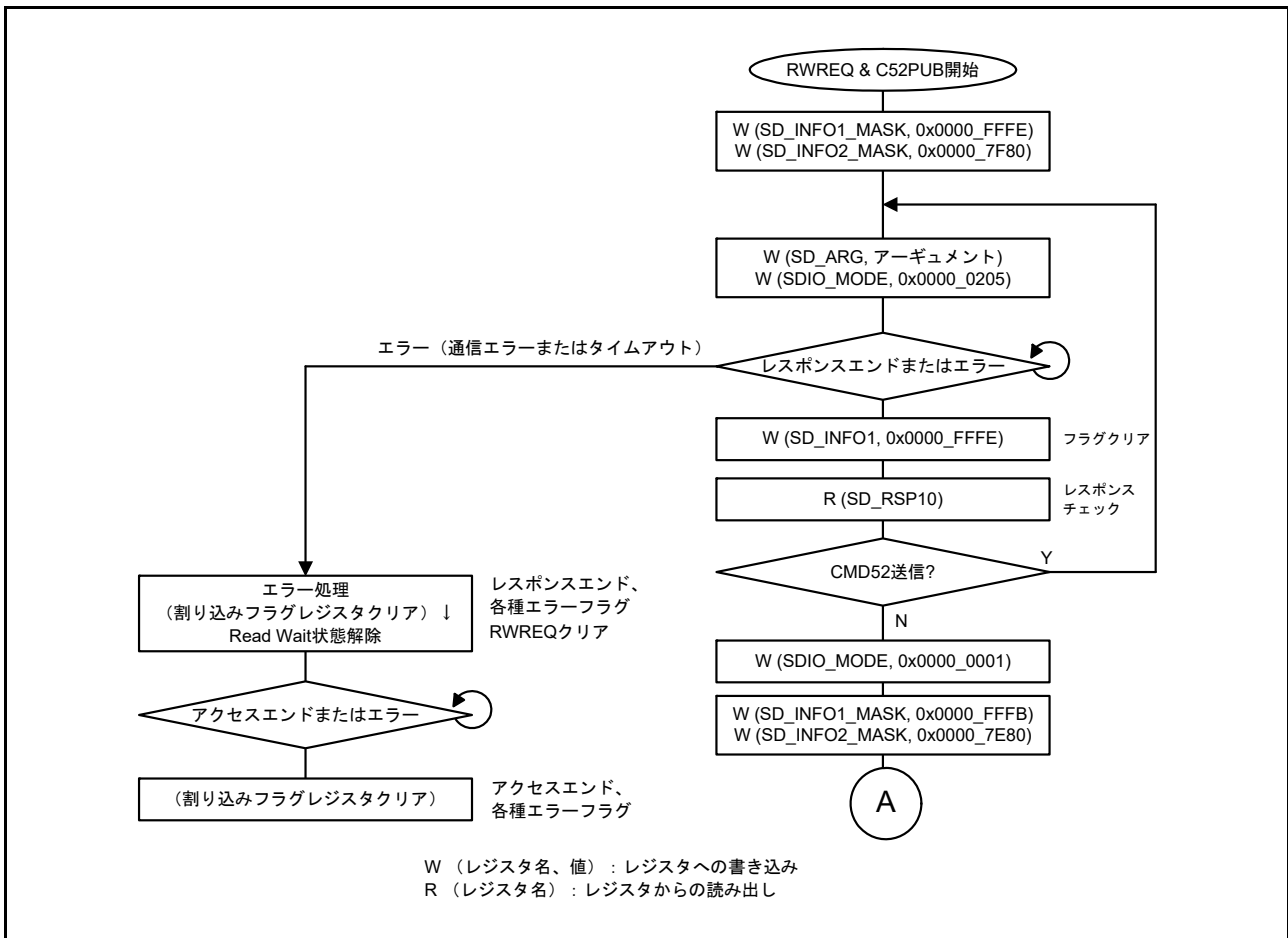 RWREQ & C52PUB開始
W (SD_INFO1_MASK, 0x0000_FFFE)
W (SD_INFO2_MASK, 0x0000_7F80)
W (SD_ARG, アーギュメント)
W (SDIO_MODE, 0x0000_0205)
エラー（通信エラーまたはタイムアウト）
レスポンスエンドまたはエラー
W (SD_INFO1, 0x0000_FFFE)
フラグクリア
R (SD_RSP10)
レスポンス
チェック
CMD52送信?
Y
N
エラー処理
（割り込みフラグレジスタクリア）↓
Read Wait状態解除
レスポンスエンド、
各種エラーフラグ
RWREQクリア
W (SDIO_MODE, 0x0000_0001)
アクセスエンドまたはエラー
W (SD_INFO1_MASK, 0x0000_FFFB)
W (SD_INFO2_MASK, 0x0000_7E80)
（割り込みフラグレジスタクリア）
アクセスエンド、
各種エラーフラグ
A
W （レジスタ名、値）：レジスタへの書き込み
R （レジスタ名）：レジスタからの読み出し